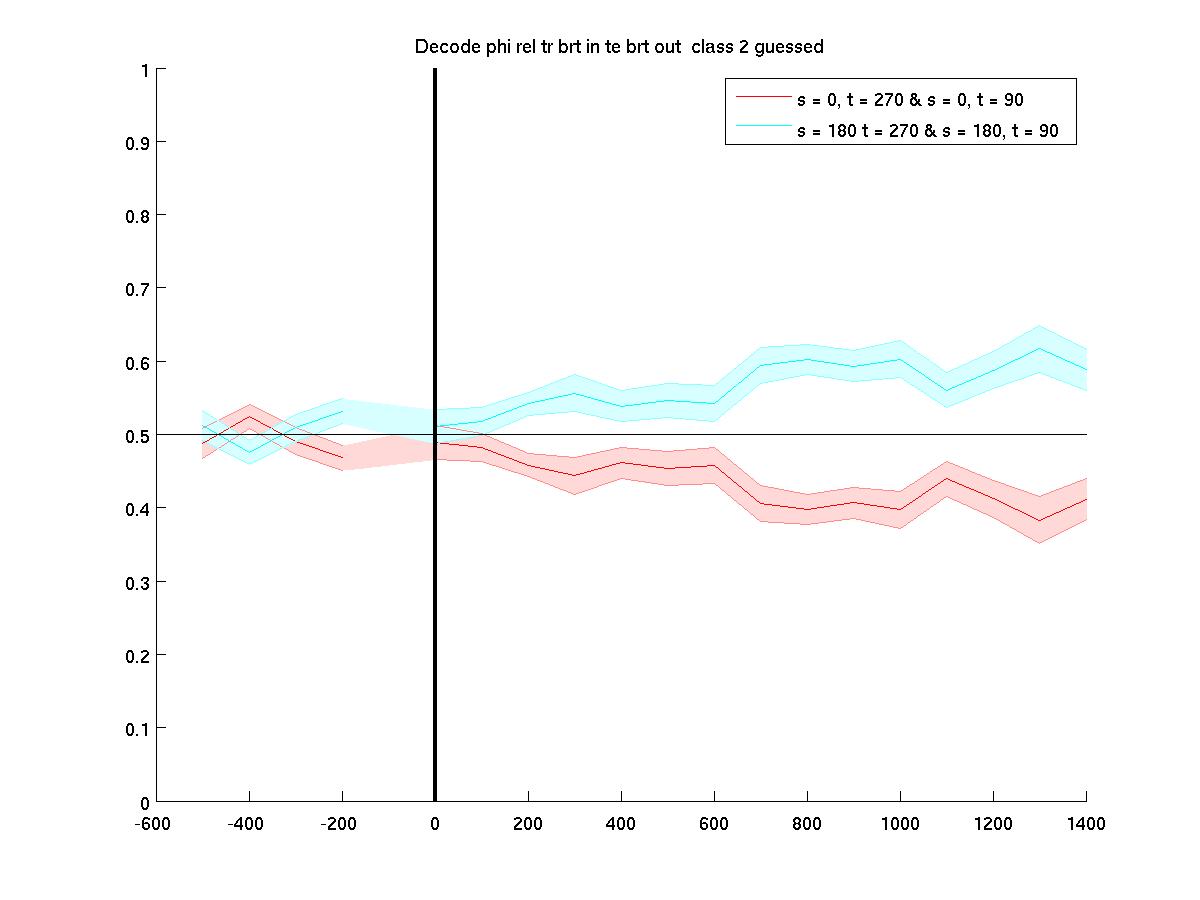 Decode phi rel tr brt in te brt out  class 2 guessed
1
s = 0, t = 270 & s = 0, t = 90
s = 180 t = 270 & s = 180, t = 90
0.9
0.8
0.7
0.6
0.5
0.4
0.3
0.2
0.1
0
-600 -400 -200 0 200 400 600 800 1000 1200 1400